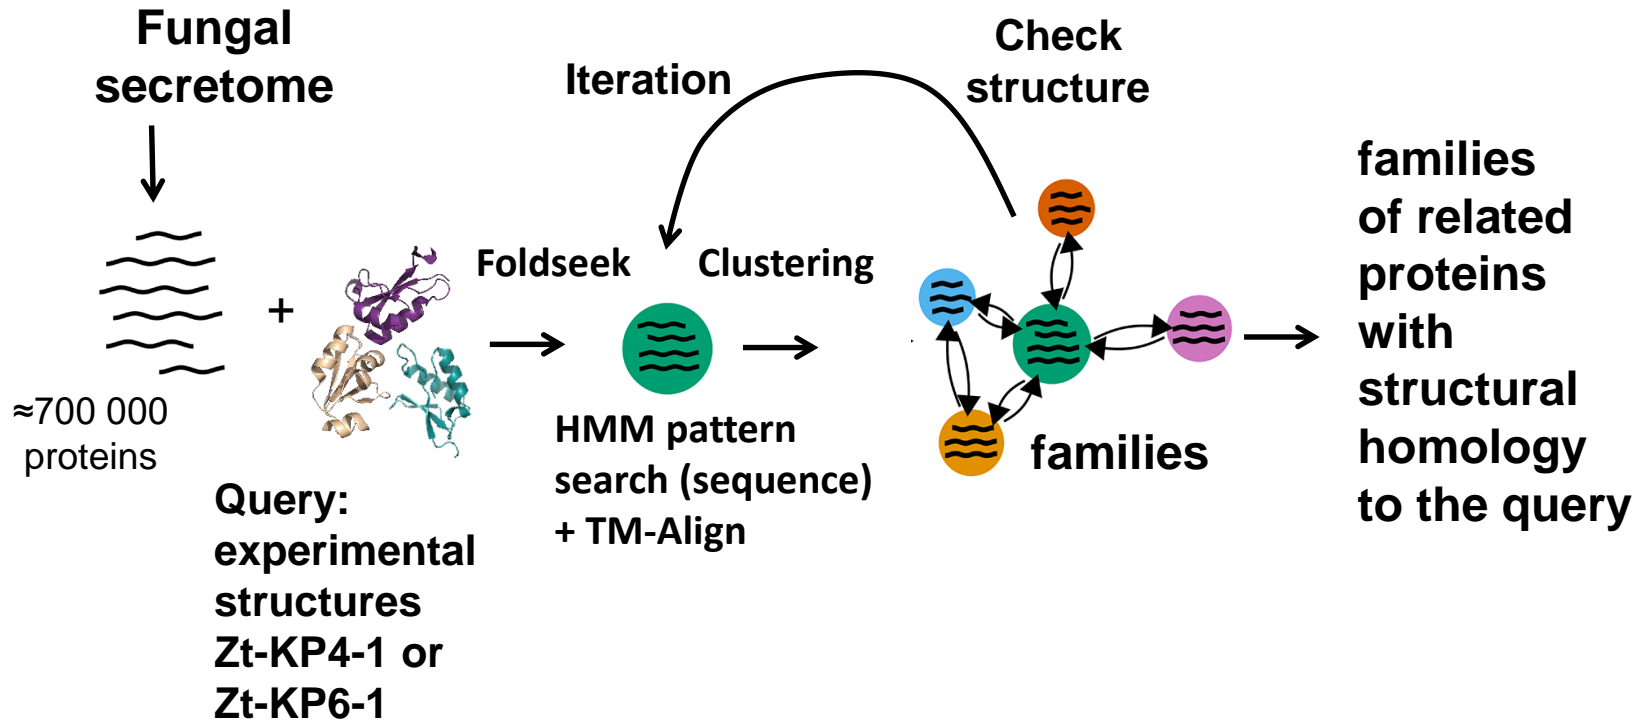 Fungal
secretome
≈700 000
proteins
+
Query:
experimental
structures
Zt-KP4-1 or
Zt-KP6-1
Foldseek
HMM pattern
search (sequence)
+ TM-Align
Iteration
Clustering
Check
structure
families
families
of related
proteins
with
structural
homology
to the query